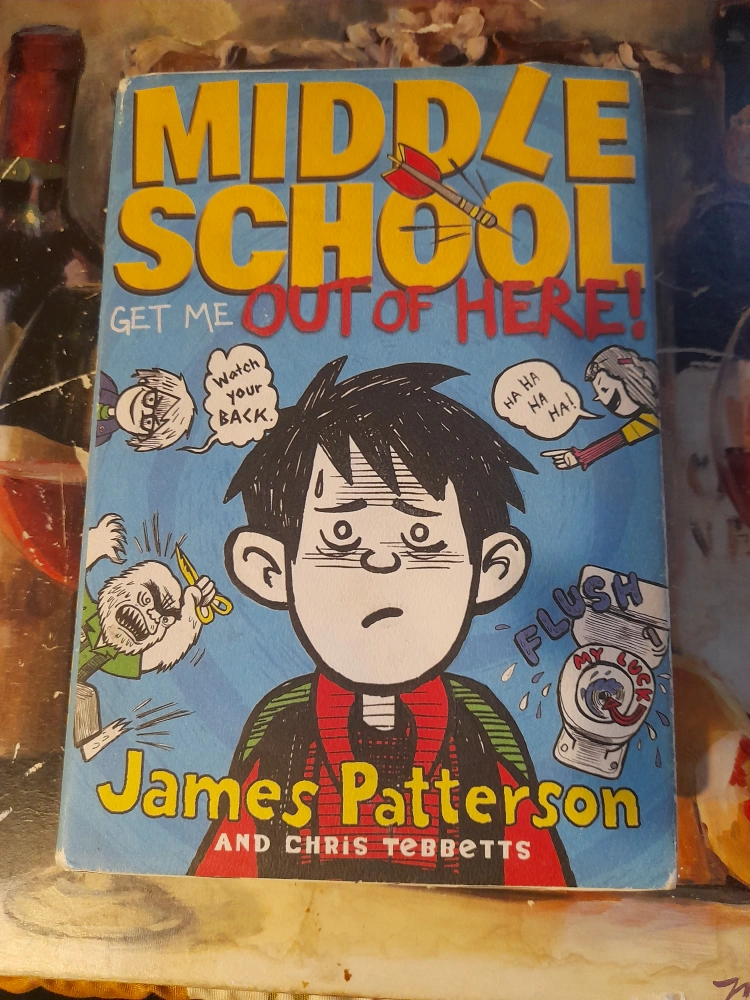 MIDDLE
SCHOOL
GET ME OUT OF HERE!
Watch
your
BACK
HA HA
HA
HA!
FLUSH
MY LUCK
James Patterson
AND CHRIS TEBBETTS